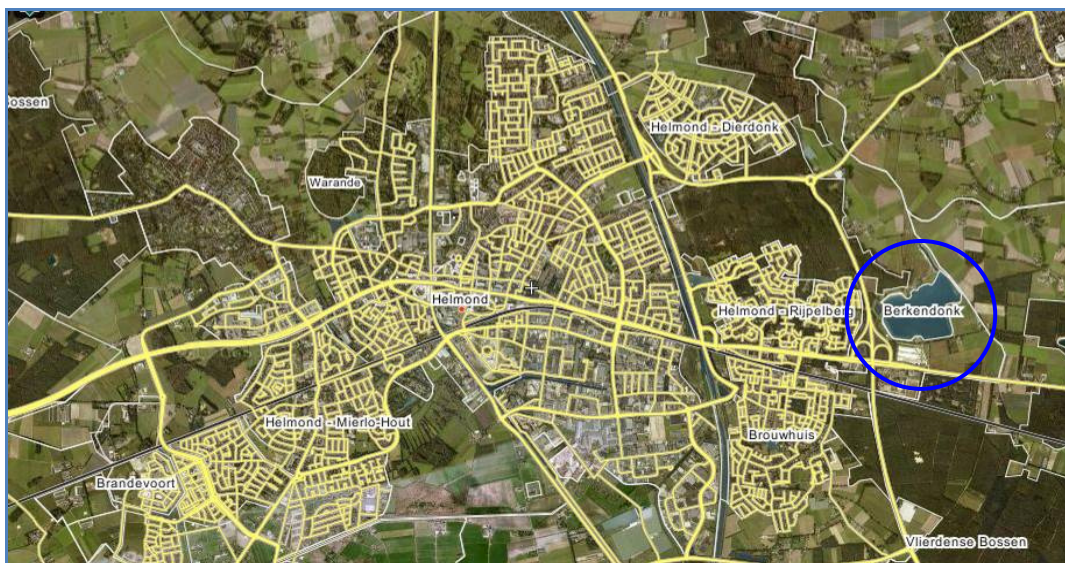 Bossen
Helmond - Dierdonk
Warande
Helmond
Helmond - Rijpelberg
Berkendonk
Helmond - Mierlo-Hout
Brouwhuis
Brandevoort
Vlierdense Bossen